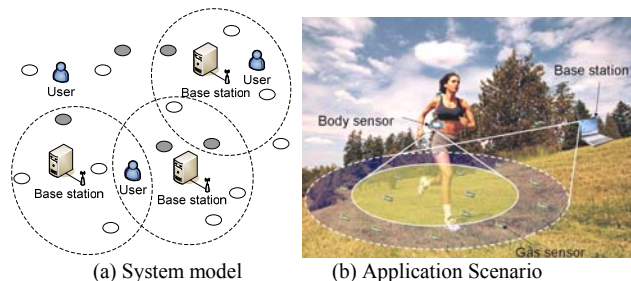 User
Base station
User
Base station
User
Base station
(a) System model
Base station
Body sensor
Gas sensor
(b) Application Scenario